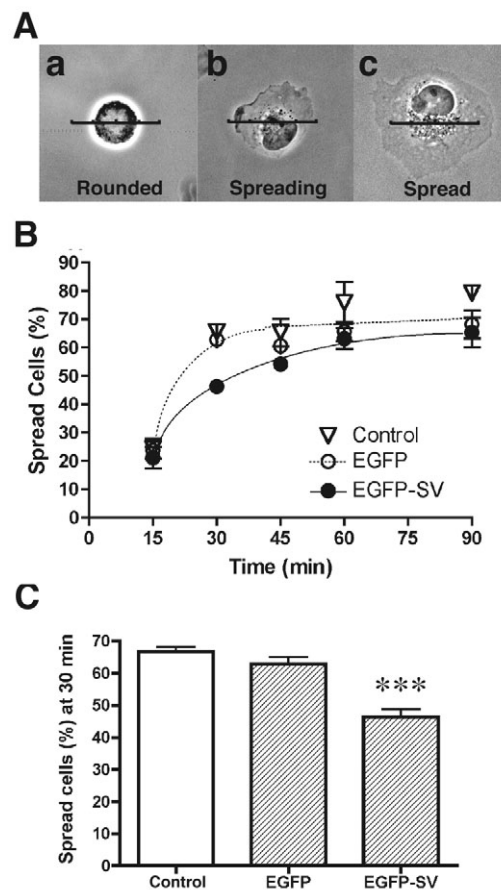 A
a b c
Rounded Spreading Spread
B
Spread Cells (%)
90
80
70
60
50
40
30
20
10
0
0 15 30 45 60 75 90
Time (min)
Control
EGFP
EGFP-SV
C
Spread cells (%) at 30 min
70
60
50
40
30
20
10
0
***
Control EGFP EGFP-SV